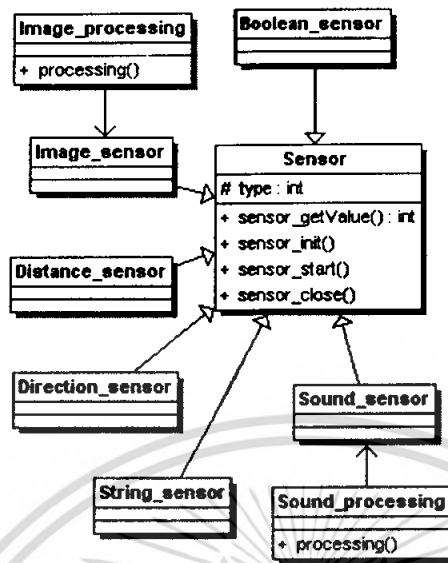 Image_processing
+ processing()
Boolean_sensor
Image_sensor
Sensor
# type : int
+ sensor_getValue() : int
+ sensor_init()
+ sensor_start()
+ sensor_close()
Distance_sensor
Direction_sensor
Sound_sensor
String_sensor
Sound_processing
+ processing()